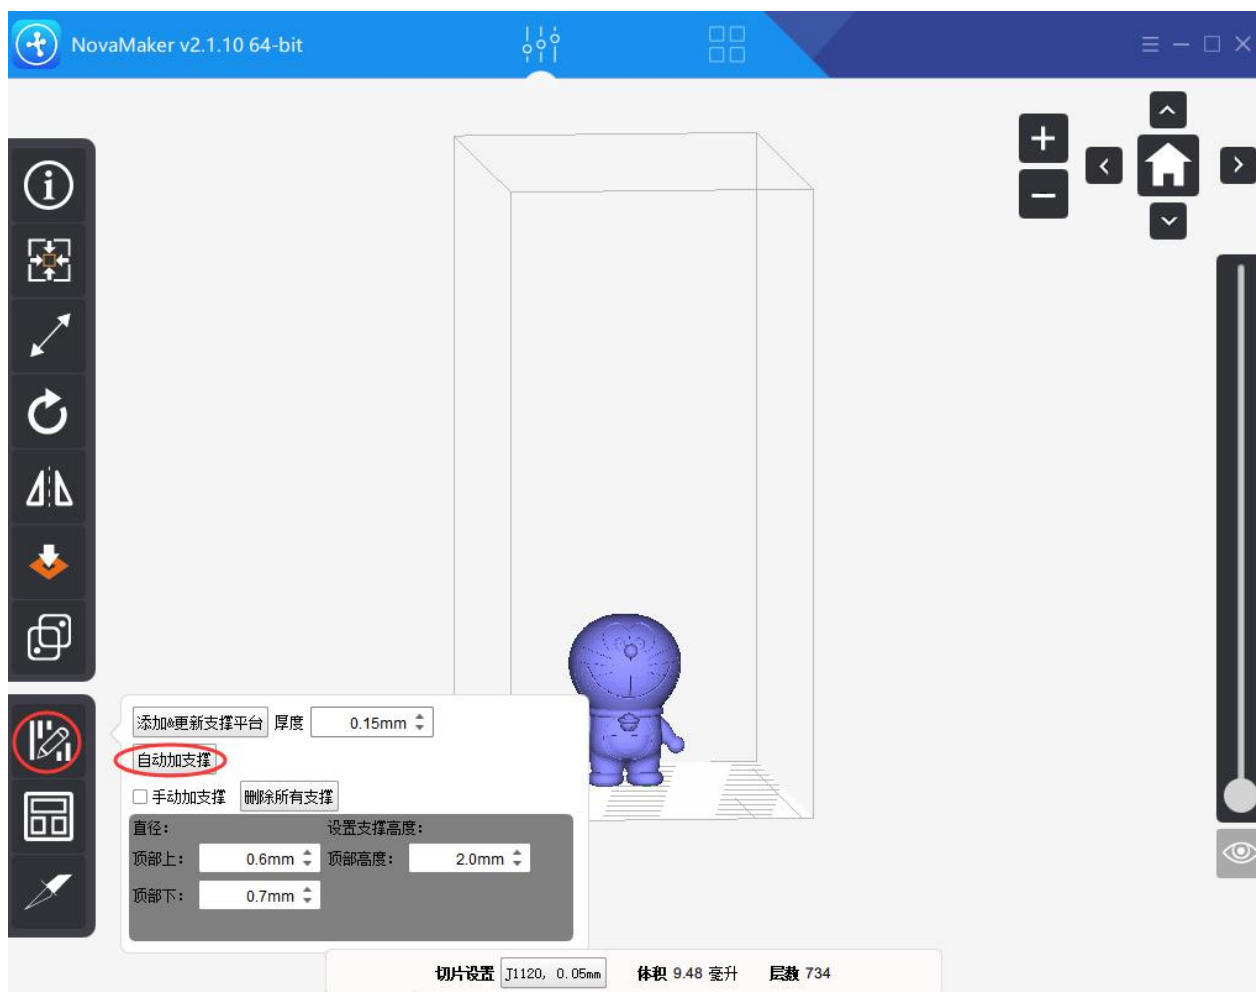 NovaMaker v2.1.10 64-bit
添加&更新支撑平台 厚度 0.15mm
自动加支撑
手动加支撑 删除所有支撑
直径: 设置支撑高度:
顶部上: 0.6mm 顶部高度: 2.0mm
顶部下: 0.7mm
切片设置 J1120, 0.05mm 体积 9.48 毫升 层数 734